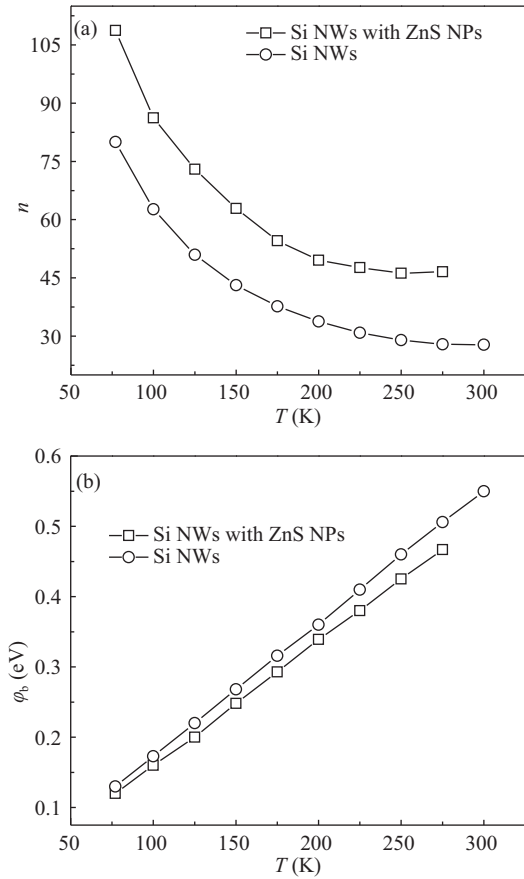 (a)
Si NWs with ZnS NPs
Si NWs
105
90
75
60
45
30
n
50 100 150 200 250 300
T (K)
(b)
Si NWs with ZnS NPs
Si NWs
0.6
0.5
0.4
0.3
0.2
0.1
φb (eV)
50 100 150 200 250 300
T (K)